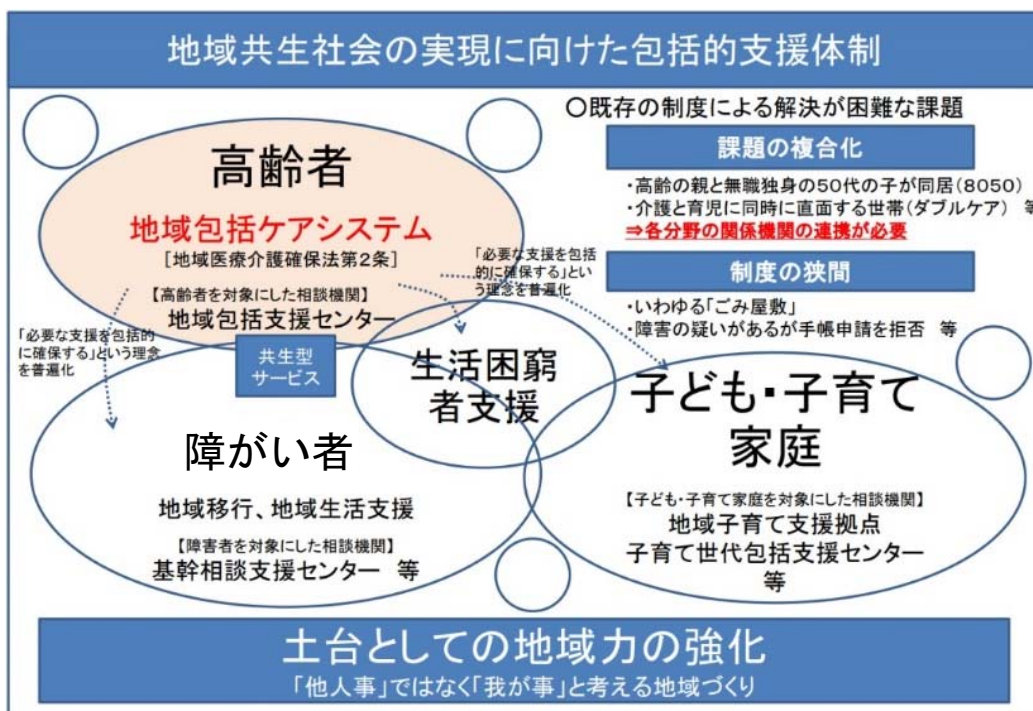 地域共生社会の実現に向けた包括的支援体制
高齢者
地域包括ケアシステム
[地域医療介護確保法第2条]
【高齢者を対象にした相談機関】
地域包括支援センター
「必要な支援を包括
的に確保する」とい
う理念を普遍化
「必要な支援を包括的
に確保する」という理念
を普遍化
共生型
サービス
〇既存の制度による解決が困難な課題
課題の複合化
・高齢の親と無職独身の50代の子が同居(8050)
・介護と育児に同時に直面する世帯(ダブルケア) 等
⇒各分野の関係機関の連携が必要
制度の狭間
・いわゆる「ごみ屋敷」
・障害の疑いがあるが手帳申請を拒否 等
生活困窮
者支援
障がい者
地域移行、地域生活支援
【障害者を対象にした相談機関】
基幹相談支援センター 等
子ども・子育て
家庭
【子ども・子育て家庭を対象にした相談機関】
地域子育て支援拠点
子育て世代包括支援センター
等
土台としての地域力の強化
「他人事」ではなく「我が事」と考える地域づくり